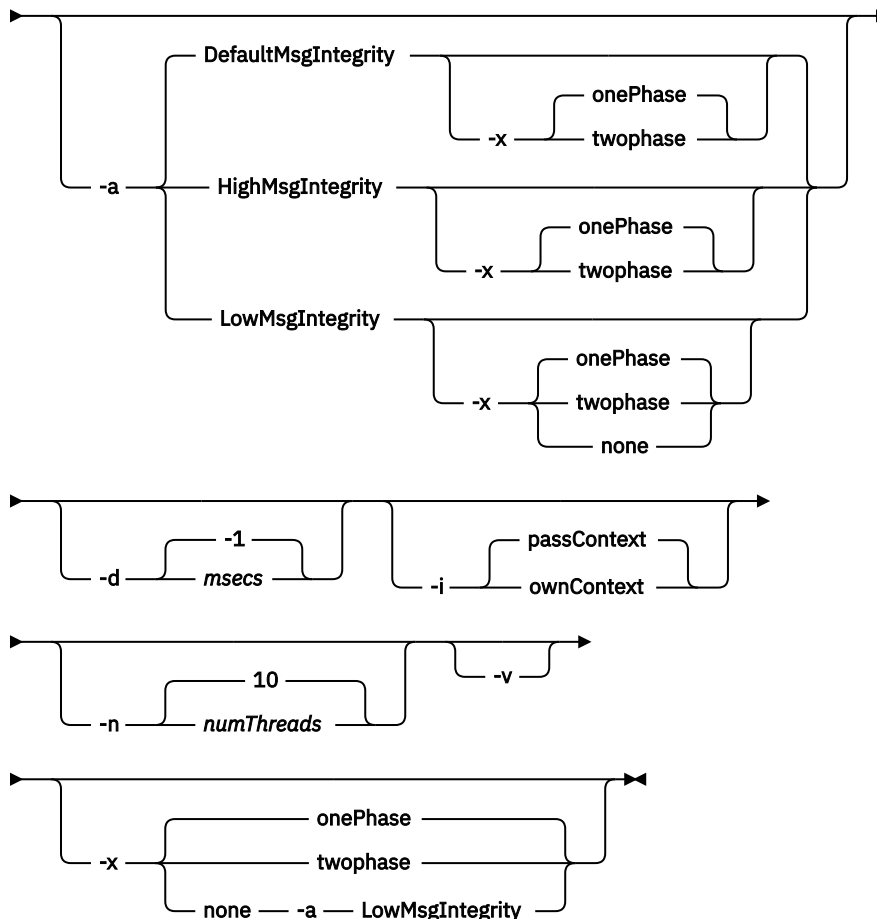 DefaultMsgIntegrity
onePhase
-x twophase
-a HighMsgIntegrity
onePhase
-x twophase
LowMsgIntegrity
onePhase
-x twophase
none
-1 passContext
-d msecs -i ownContext
10 -v
-n numThreads
onePhase
-x twophase
none -a LowMsgIntegrity